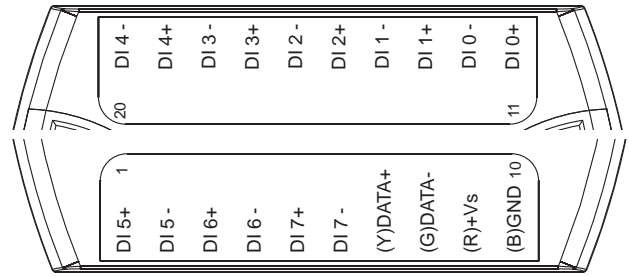 DI 4 -
DI 4+
DI 3 -
DI 3+
DI 2 -
DI 2+
DI 1 -
DI 1+
DI 0 -
DI 0+
20
11
1
10
DI 5+
DI 5 -
DI 6+
DI 6 -
DI 7+
DI 7 -
(Y)DATA+
(G)DATA-
(R)+Vs
(B)GND